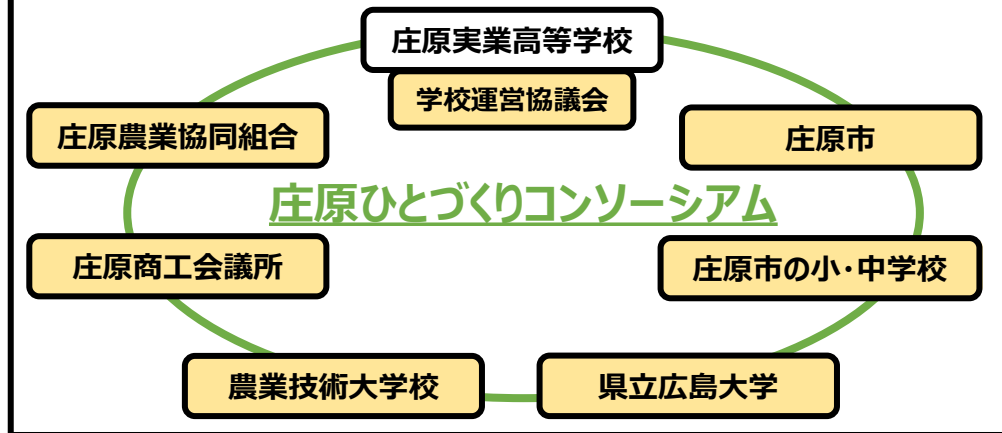 庄原実業高等学校
学校運営協議会
庄原農業協同組合
庄原市
庄原ひとづくりコンソーシアム
庄原商工会議所
庄原市の小・中学校
農業技術大学校
県立広島大学